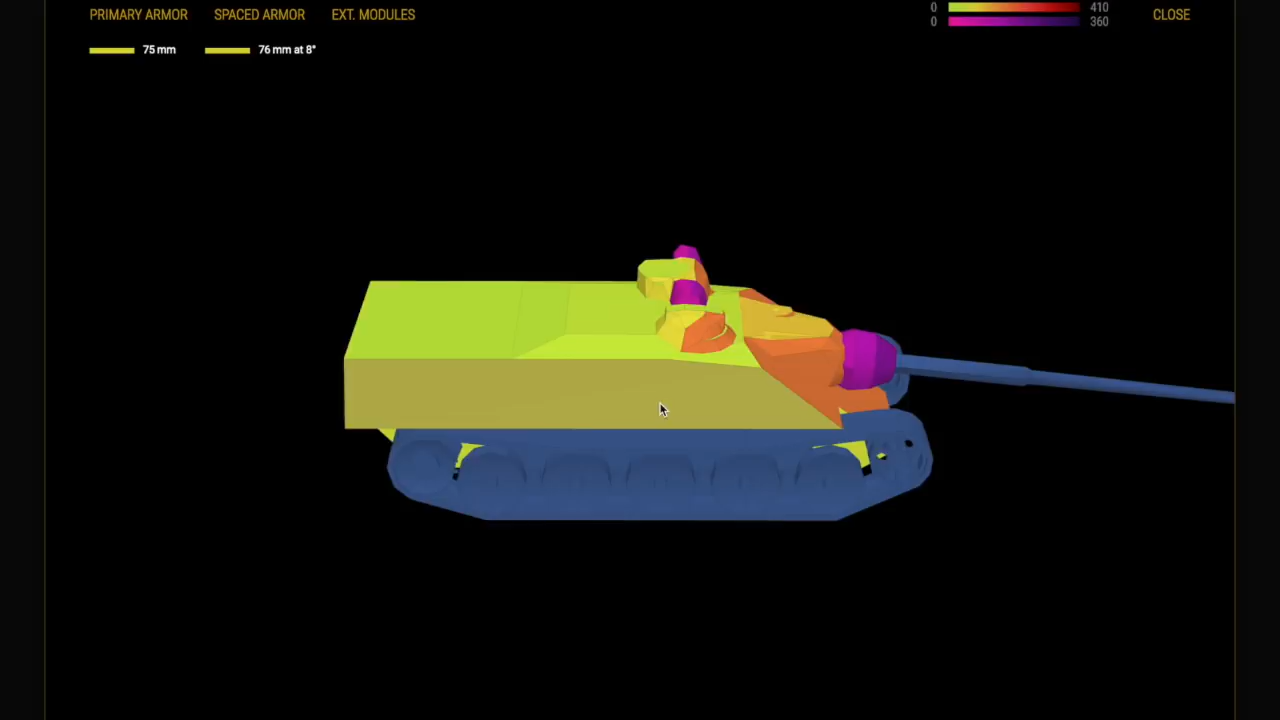 PRIMARY ARMOR SPACED ARMOR EXT. MODULES
0 410
0 360
CLOSE
75 mm 76 mm at 8°